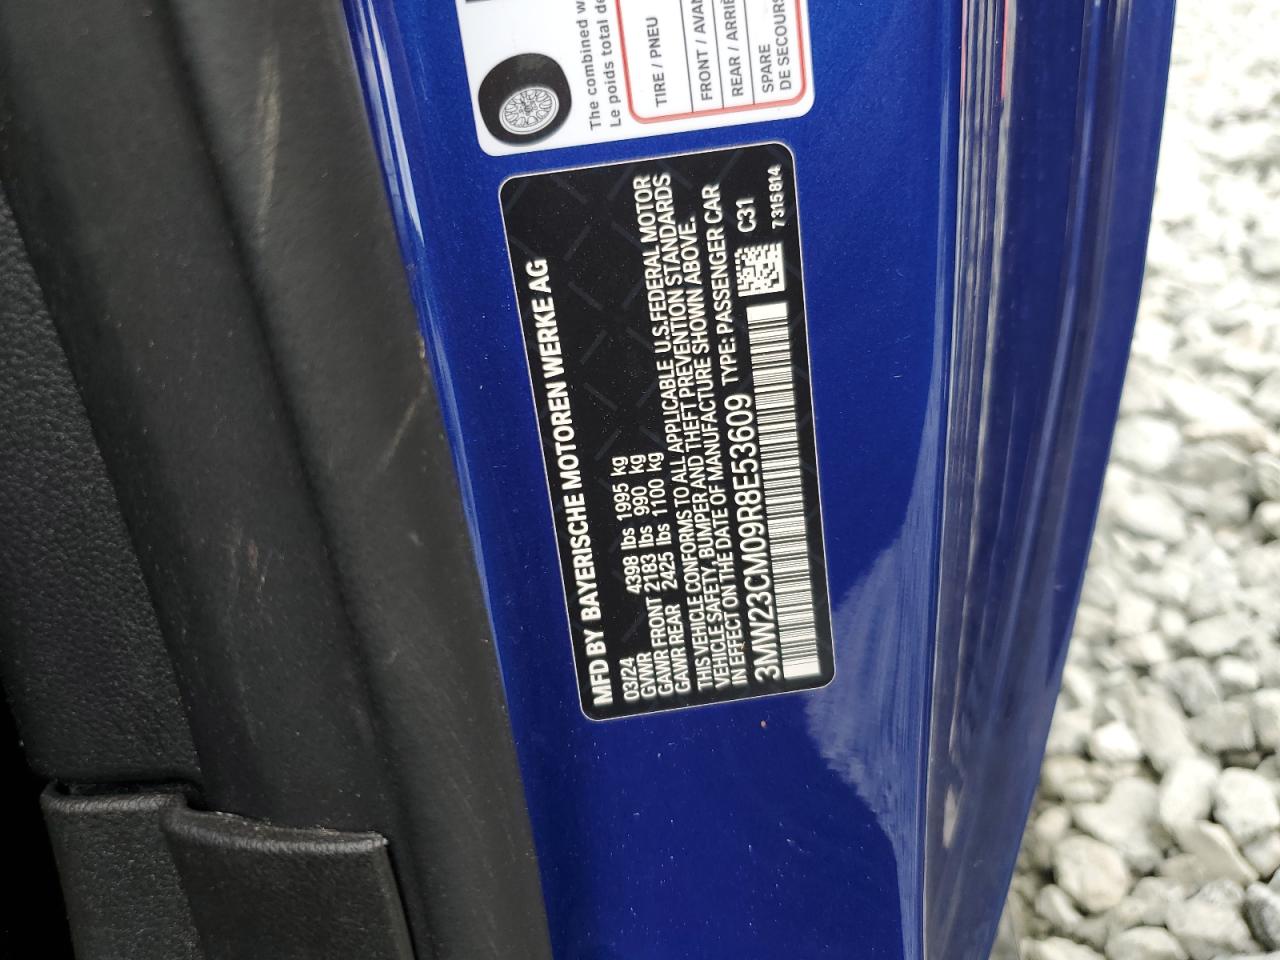 The combined w
Le poids total de
TIRE / PNEU
FRONT / AVAN
REAR / ARRIÈ
SPARE
DE SECOURS
MFD BY BAYERISCHE MOTOREN WERKE AG
03/24
GVWR 4398 lbs 1995 kg
GAWR FRONT 2183 lbs 990 kg
GAWR REAR 2425 lbs 1100 kg
THIS VEHICLE CONFORMS TO ALL APPLICABLE U.S.FEDERAL MOTOR
VEHICLE SAFETY, BUMPER AND THEFT PREVENTION STANDARDS
IN EFFECT ON THE DATE OF MANUFACTURE SHOWN ABOVE.
3MW23CM09R8E53609 TYPE: PASSENGER CAR
C31
7 315 814